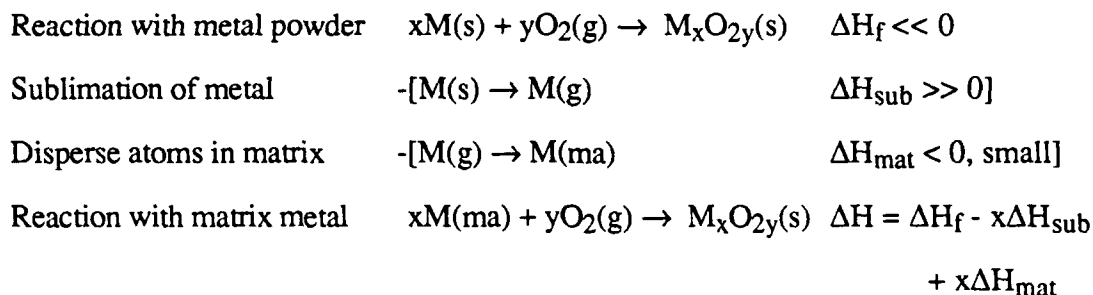 Reaction with metal powder xM(s) + yO₂(g) → MₓO₂y(s) ΔHf << 0
Sublimation of metal -[M(s) → M(g) ΔHsub >> 0]
Disperse atoms in matrix -[M(g) → M(ma) ΔHmat < 0, small]
Reaction with matrix metal xM(ma) + yO₂(g) → MₓO₂y(s) ΔH = ΔHf - xΔHsub
+ xΔHmat